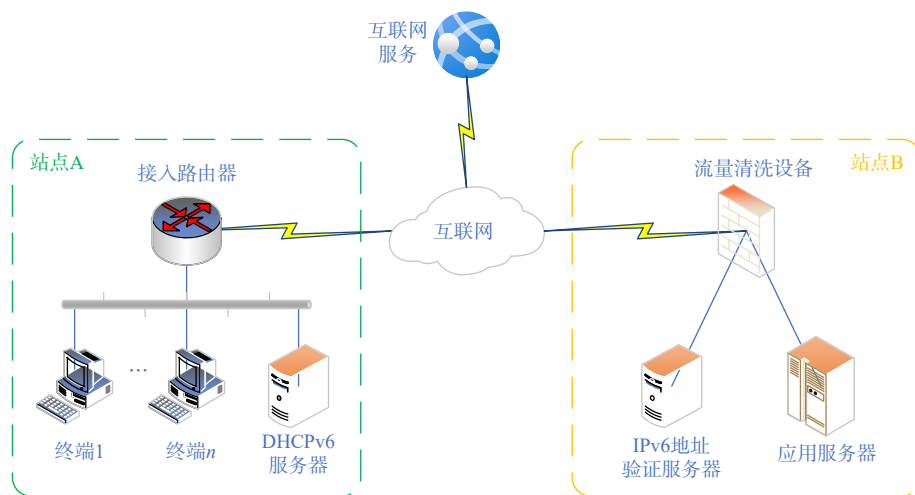 互联网
服务
站点A
接入路由器
互联网
流量清洗设备
站点B
...
终端1
终端n
DHCPv6
服务器
IPv6地址
验证服务器
应用服务器